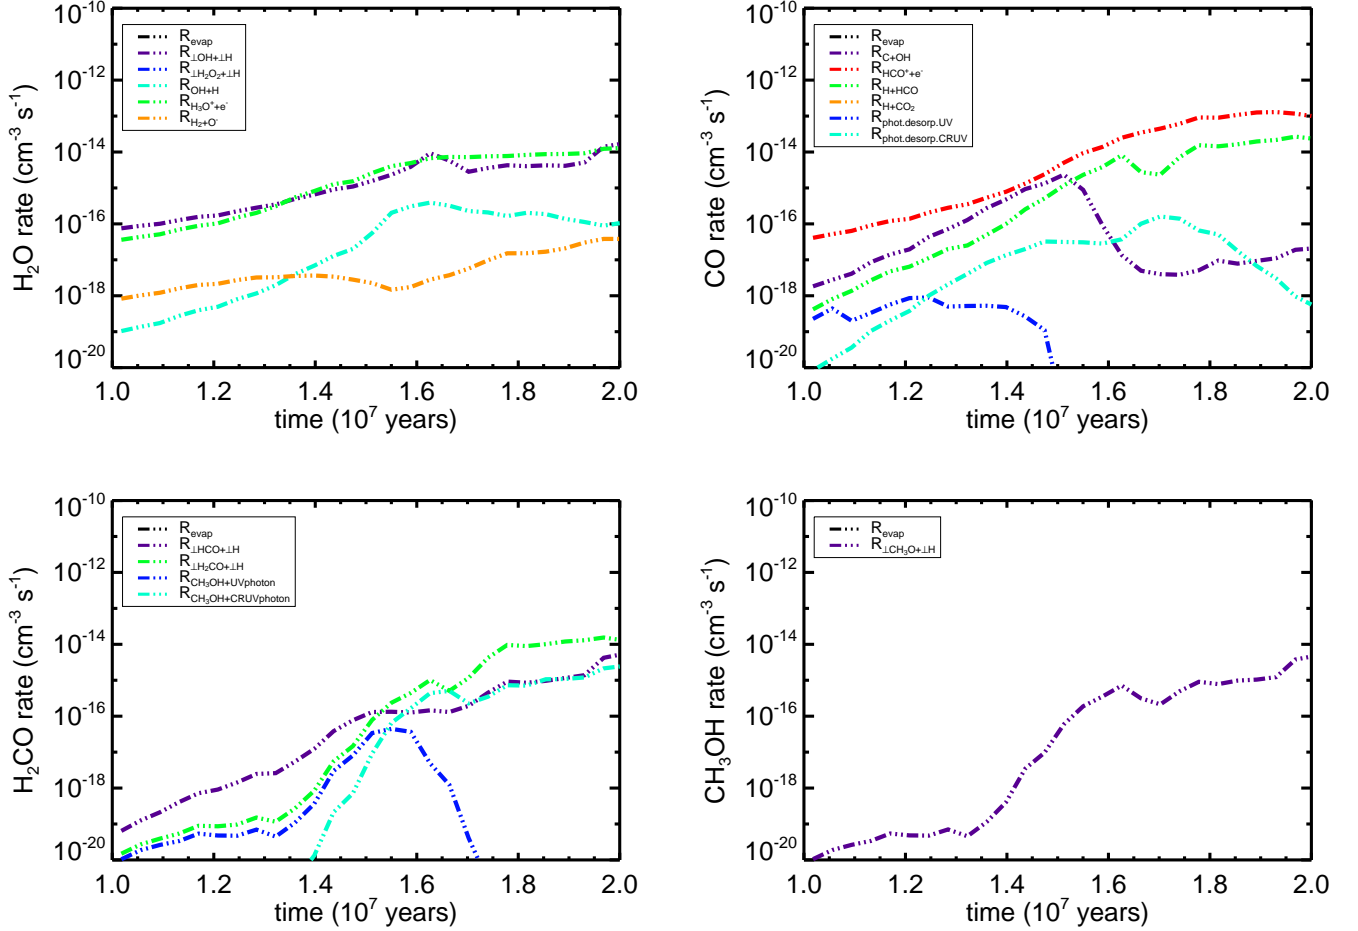 H₂O rate (cm⁻³ s⁻¹)
10⁻¹⁰
10⁻¹²
10⁻¹⁴
10⁻¹⁶
10⁻¹⁸
10⁻²⁰
R_evap
R_⊥OH+⊥H
R_⊥H₂O₂+⊥H
R_OH+H
R_H₃O⁺+e⁻
R_H₂+O⁻
1.0 1.2 1.4 1.6 1.8 2.0
time (10⁷ years)
CO rate (cm⁻³ s⁻¹)
10⁻¹⁰
10⁻¹²
10⁻¹⁴
10⁻¹⁶
10⁻¹⁸
10⁻²⁰
R_evap
R_C+OH
R_HCO⁺+e⁻
R_H+HCO
R_H+CO₂
R_phot.desorp.UV
R_phot.desorp.CRUV
1.0 1.2 1.4 1.6 1.8 2.0
time (10⁷ years)
H₂CO rate (cm⁻³ s⁻¹)
10⁻¹⁰
10⁻¹²
10⁻¹⁴
10⁻¹⁶
10⁻¹⁸
10⁻²⁰
R_evap
R_⊥HCO+⊥H
R_⊥H₂CO+⊥H
R_CH₃OH+UVphoton
R_CH₃OH+CRUVphoton
1.0 1.2 1.4 1.6 1.8 2.0
time (10⁷ years)
CH₃OH rate (cm⁻³ s⁻¹)
10⁻¹⁰
10⁻¹²
10⁻¹⁴
10⁻¹⁶
10⁻¹⁸
10⁻²⁰
R_evap
R_⊥CH₃O+⊥H
1.0 1.2 1.4 1.6 1.8 2.0
time (10⁷ years)